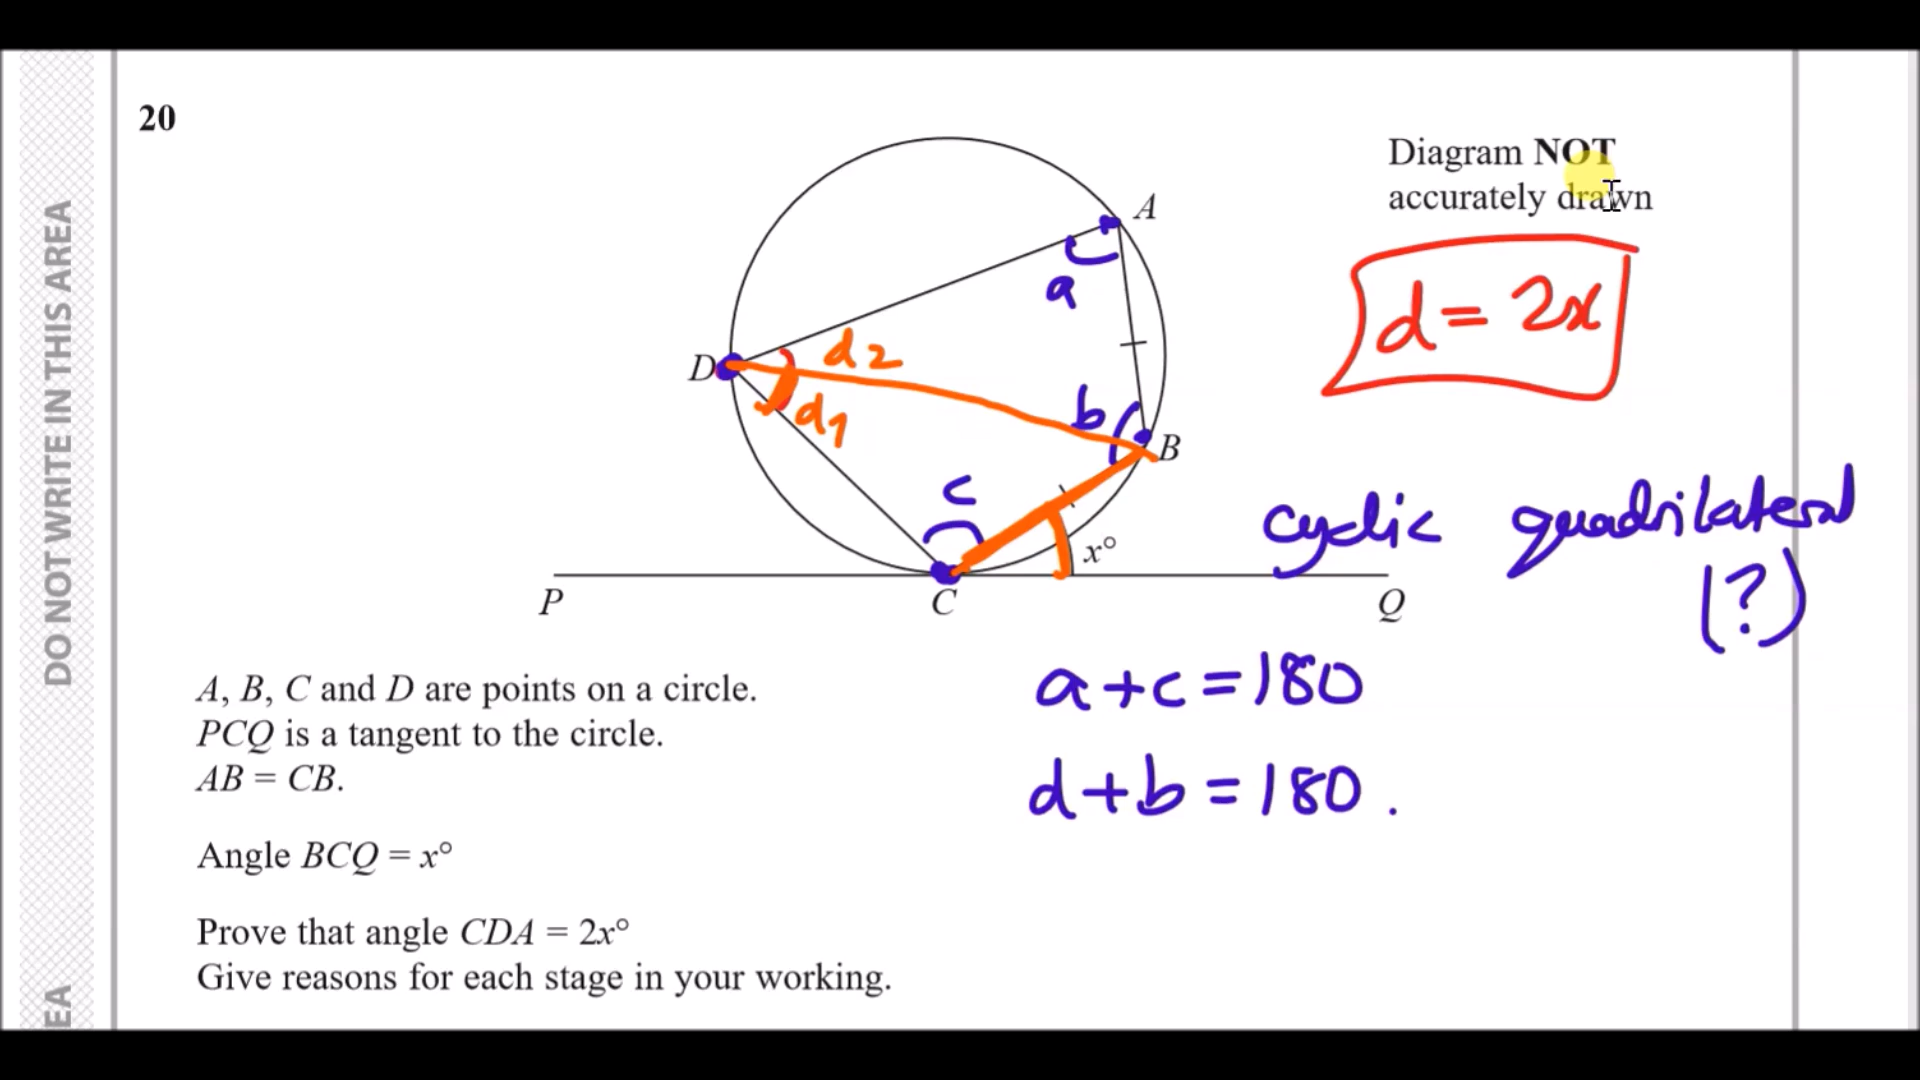 DO NOT WRITE IN THIS AREA
EA
20
Diagram NOT
accurately drawn
A
a
d = 2x
D
d2
d1
b
B
c
x°
cyclic quadrilateral
(?)
P
C
Q
a + c = 180
d + b = 180 .
A, B, C and D are points on a circle.
PCQ is a tangent to the circle.
AB = CB.
Angle BCQ = x°
Prove that angle CDA = 2x°
Give reasons for each stage in your working.